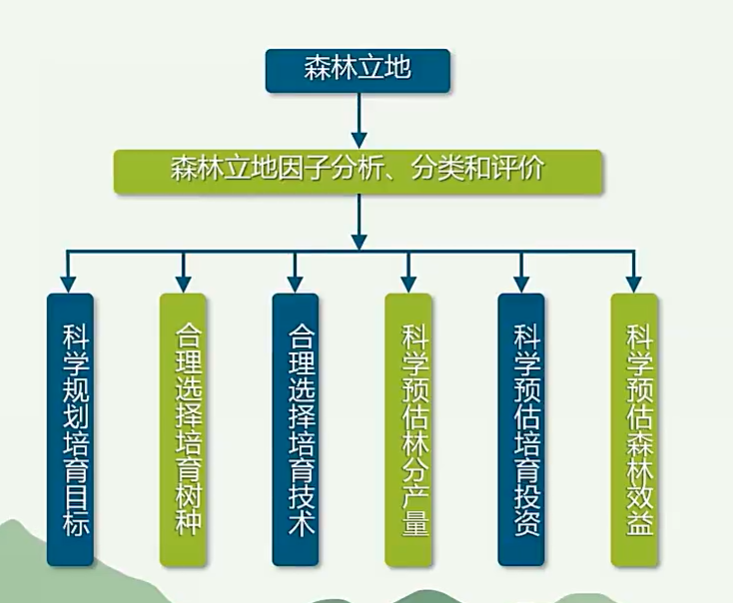 森林立地
森林立地因子分析、分类和评价
科学规划培育目标
合理选择培育树种
合理选择培育技术
科学预估林分产量
科学预估培育投资
科学预估森林效益